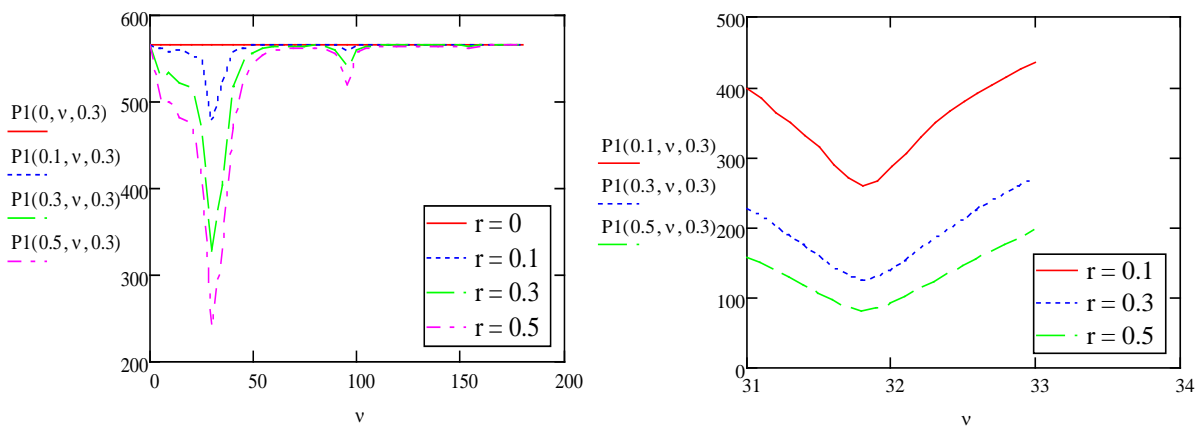 600
500
400
300
200
0
50
100
150
200
ν
P1(0, ν, 0.3)
P1(0.1, ν, 0.3)
P1(0.3, ν, 0.3)
P1(0.5, ν, 0.3)
r = 0
r = 0.1
r = 0.3
r = 0.5
500
400
300
200
100
0
31
32
33
34
ν
P1(0.1, ν, 0.3)
P1(0.3, ν, 0.3)
P1(0.5, ν, 0.3)
r = 0.1
r = 0.3
r = 0.5